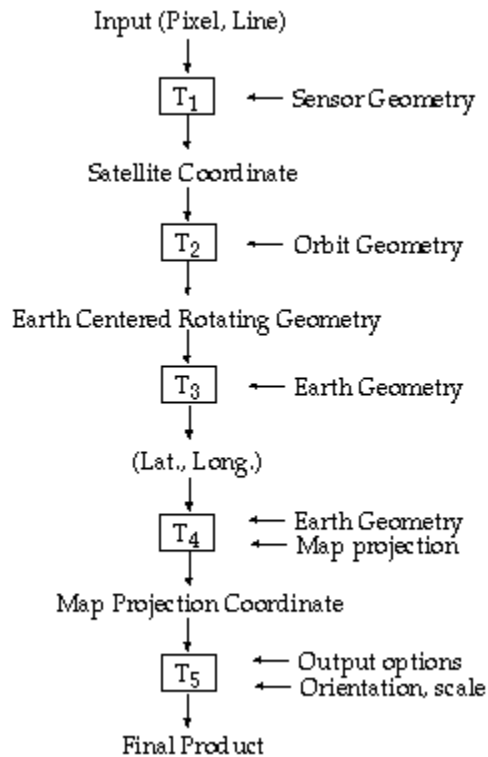 Input (Pixel, Line)
T1
Sensor Geometry
Satellite Coordinate
T2
Orbit Geometry
Earth Centered Rotating Geometry
T3
Earth Geometry
(Lat., Long.)
T4
Earth Geometry
Map projection
Map Projection Coordinate
T5
Output options
Orientation, scale
Final Product